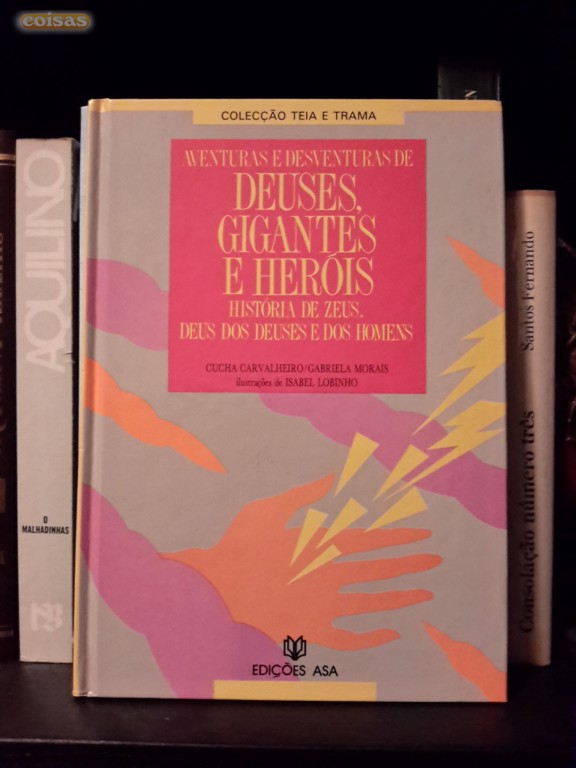 coisas
COLECÇÃO TEIA E TRAMA
AVENTURAS E DESVENTURAS DE
DEUSES,
GIGANTES
E HERÓIS
HISTÓRIA DE ZEUS.
DEUS DOS DEUSES E DOS HOMENS
CUCHA CARVALHEIRO/GABRIELA MORAIS
ilustrações de ISABEL LOBINHO
EDIÇÕES ASA
AQUILINO
O
MALHADINHAS
Santos Fernando
Consolação número três